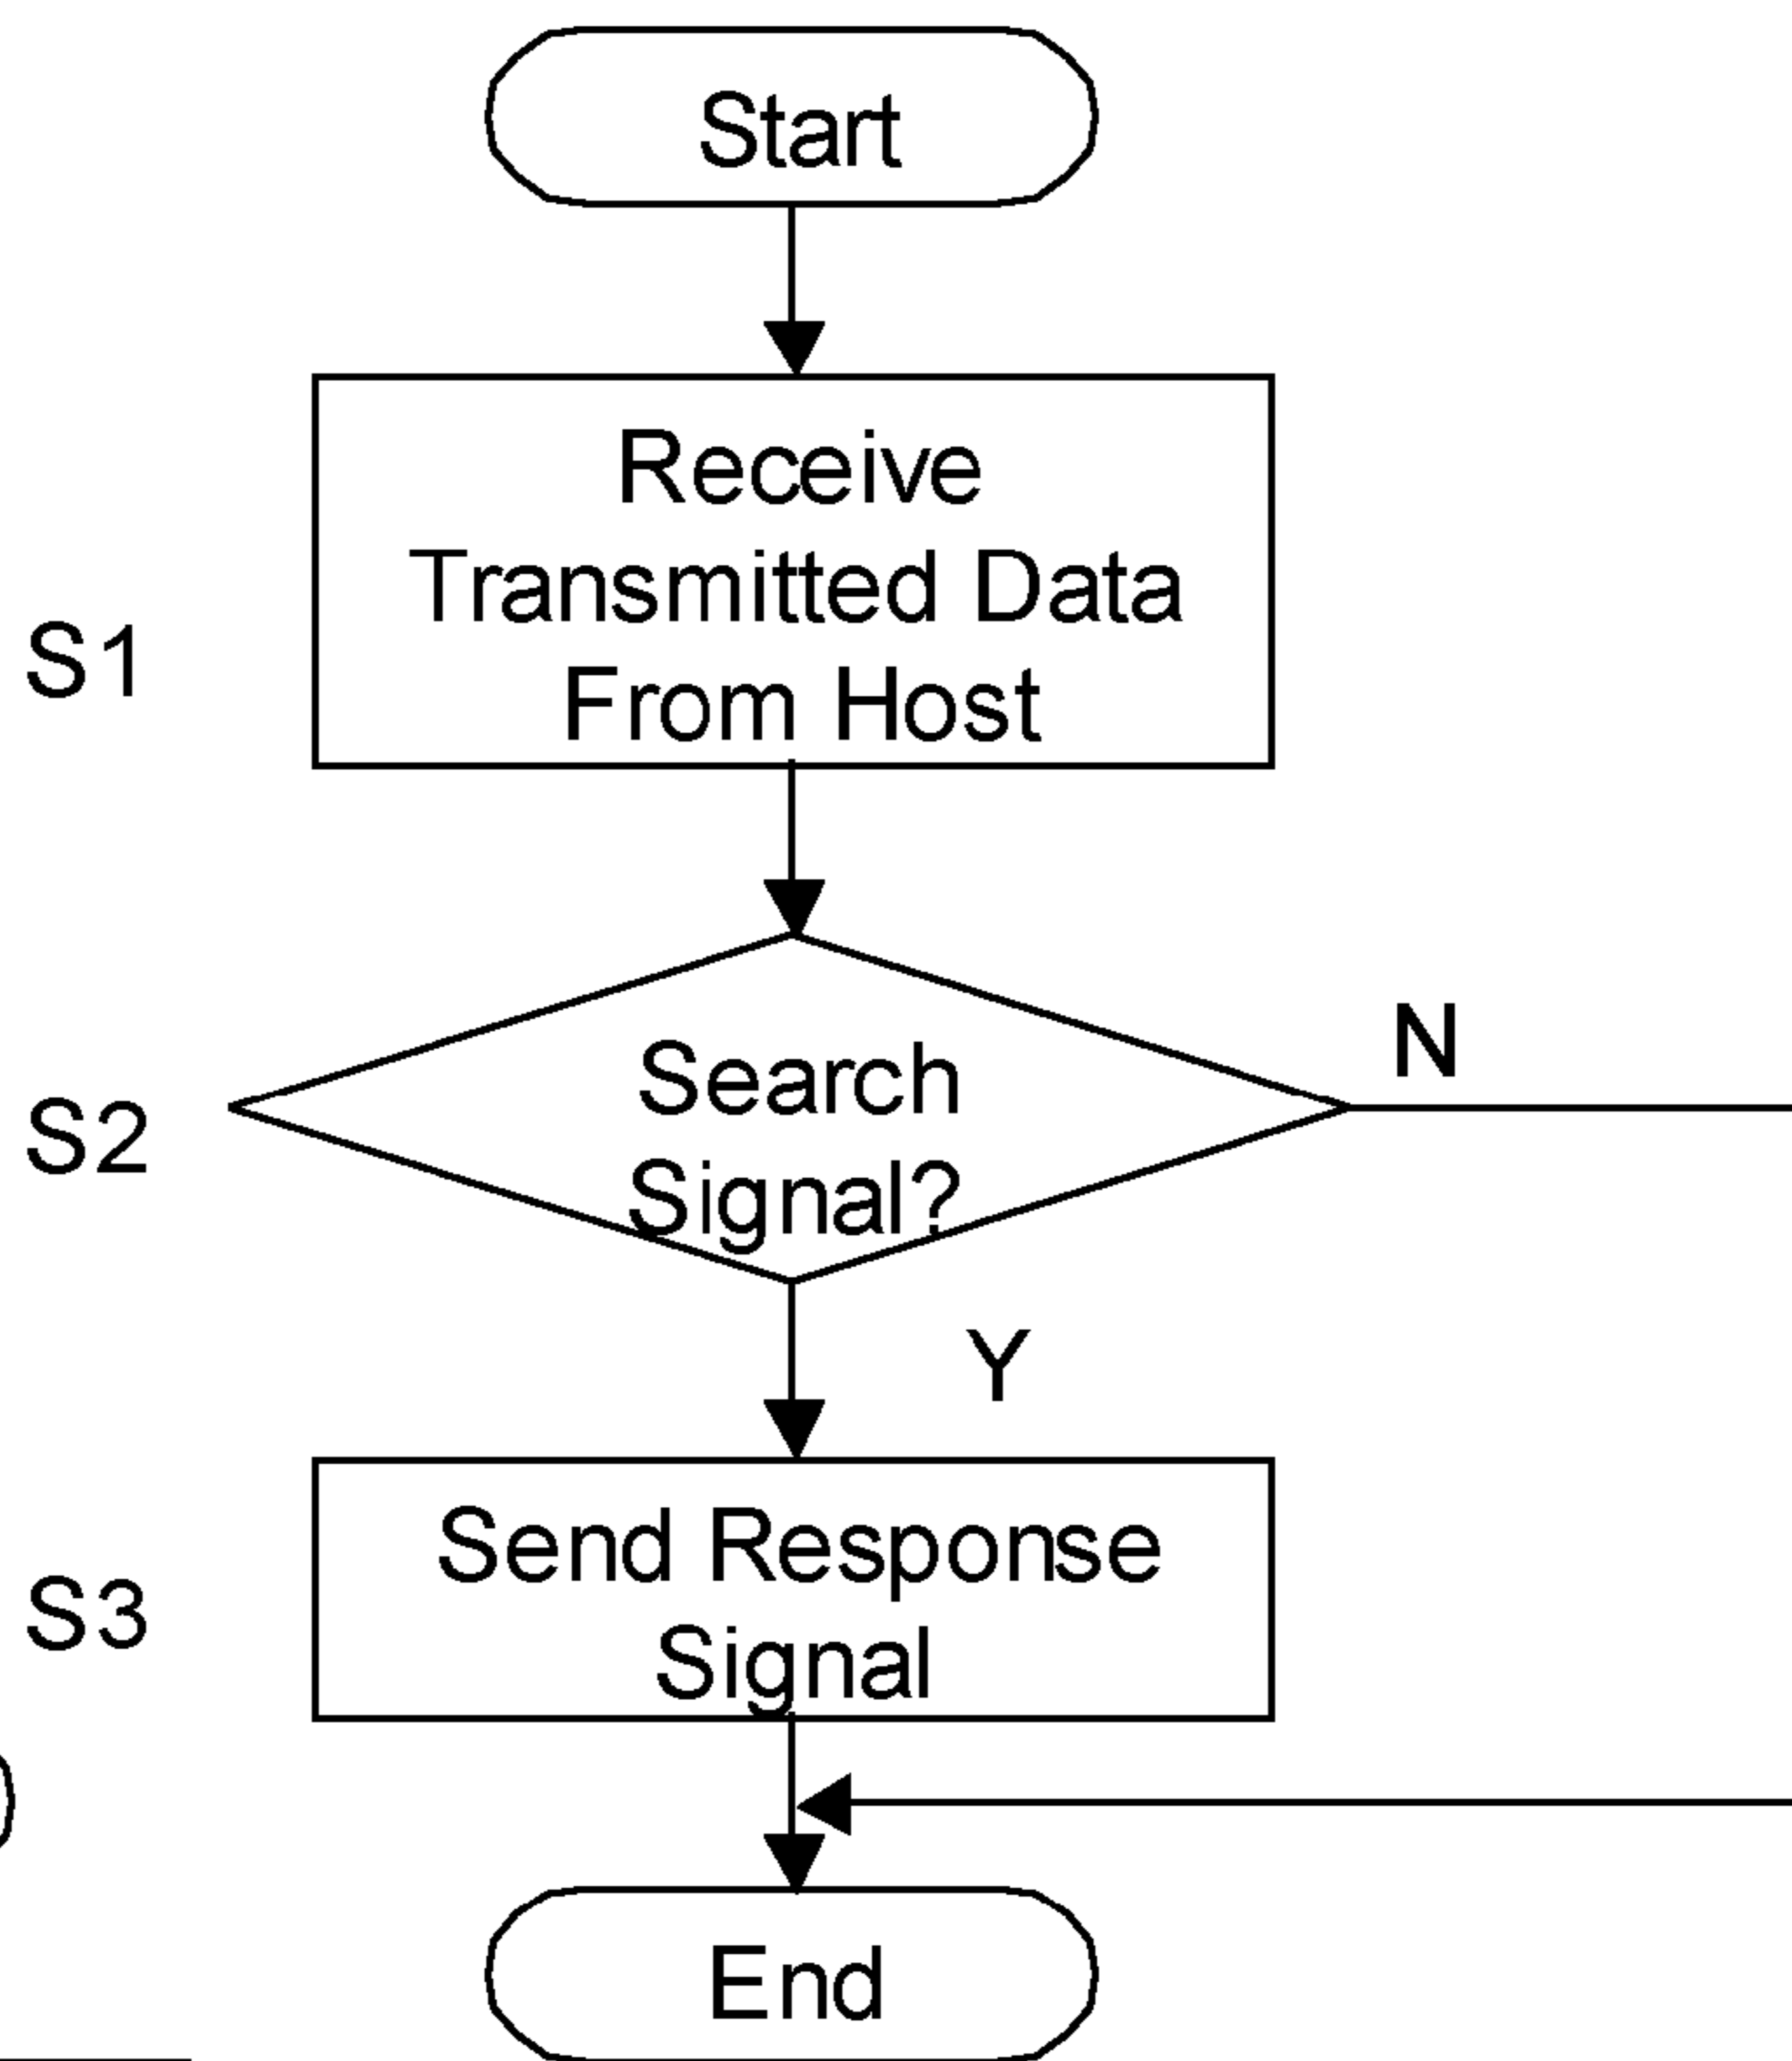 Start
Receive
Transmitted Data
From Host
S1
Search
Signal?
N
S2
Y
Send Response
Signal
S3
End